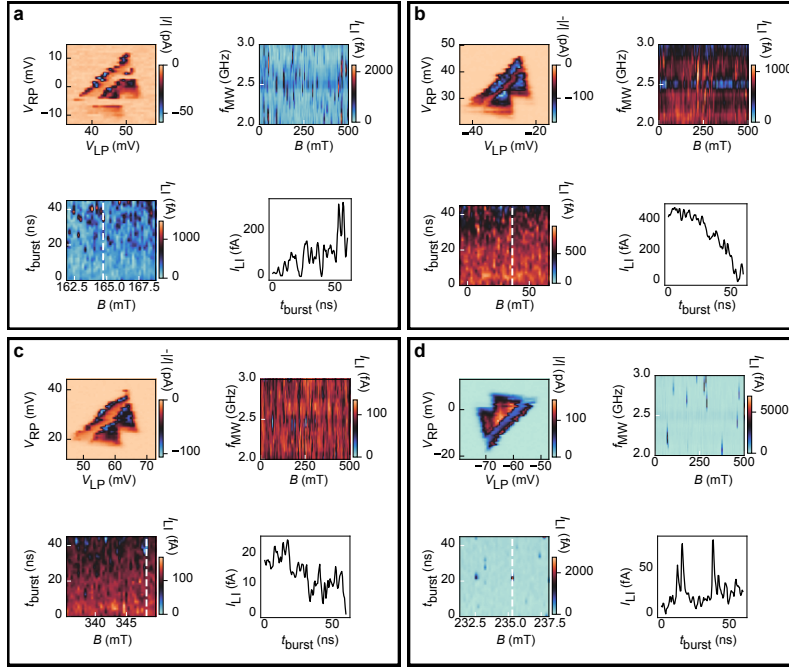 a
V_RP (mV)
10
0
−10
40
50
V_LP (mV)
-|I| (pA)
0
−50
f_MW (GHz)
3.0
2.5
2.0
0
250
500
B (mT)
I_LI (fA)
2000
0
t_burst (ns)
40
20
0
162.5
165.0
167.5
B (mT)
I_LI (fA)
1000
0
I_LI (fA)
200
0
0
50
t_burst (ns)
b
V_RP (mV)
50
40
30
−40
−20
V_LP (mV)
-|I| (pA)
0
−100
f_MW (GHz)
3.0
2.5
2.0
0
250
500
B (mT)
I_LI (fA)
1000
0
t_burst (ns)
40
20
0
0
50
B (mT)
I_LI (fA)
500
0
I_LI (fA)
400
200
0
0
50
t_burst (ns)
c
V_RP (mV)
40
20
50
60
70
V_LP (mV)
-|I| (pA)
0
−100
f_MW (GHz)
3.0
2.5
2.0
0
250
500
B (mT)
I_LI (fA)
100
0
t_burst (ns)
40
20
0
340
345
B (mT)
I_LI (fA)
100
0
I_LI (fA)
20
10
0
0
50
t_burst (ns)
d
V_RP (mV)
0
−20
−70
−60
−50
V_LP (mV)
|I| (pA)
100
0
f_MW (GHz)
3.0
2.5
2.0
0
250
500
B (mT)
I_LI (fA)
5000
0
t_burst (ns)
40
20
0
232.5
235.0
237.5
B (mT)
I_LI (fA)
2000
0
I_LI (fA)
50
0
0
50
t_burst (ns)